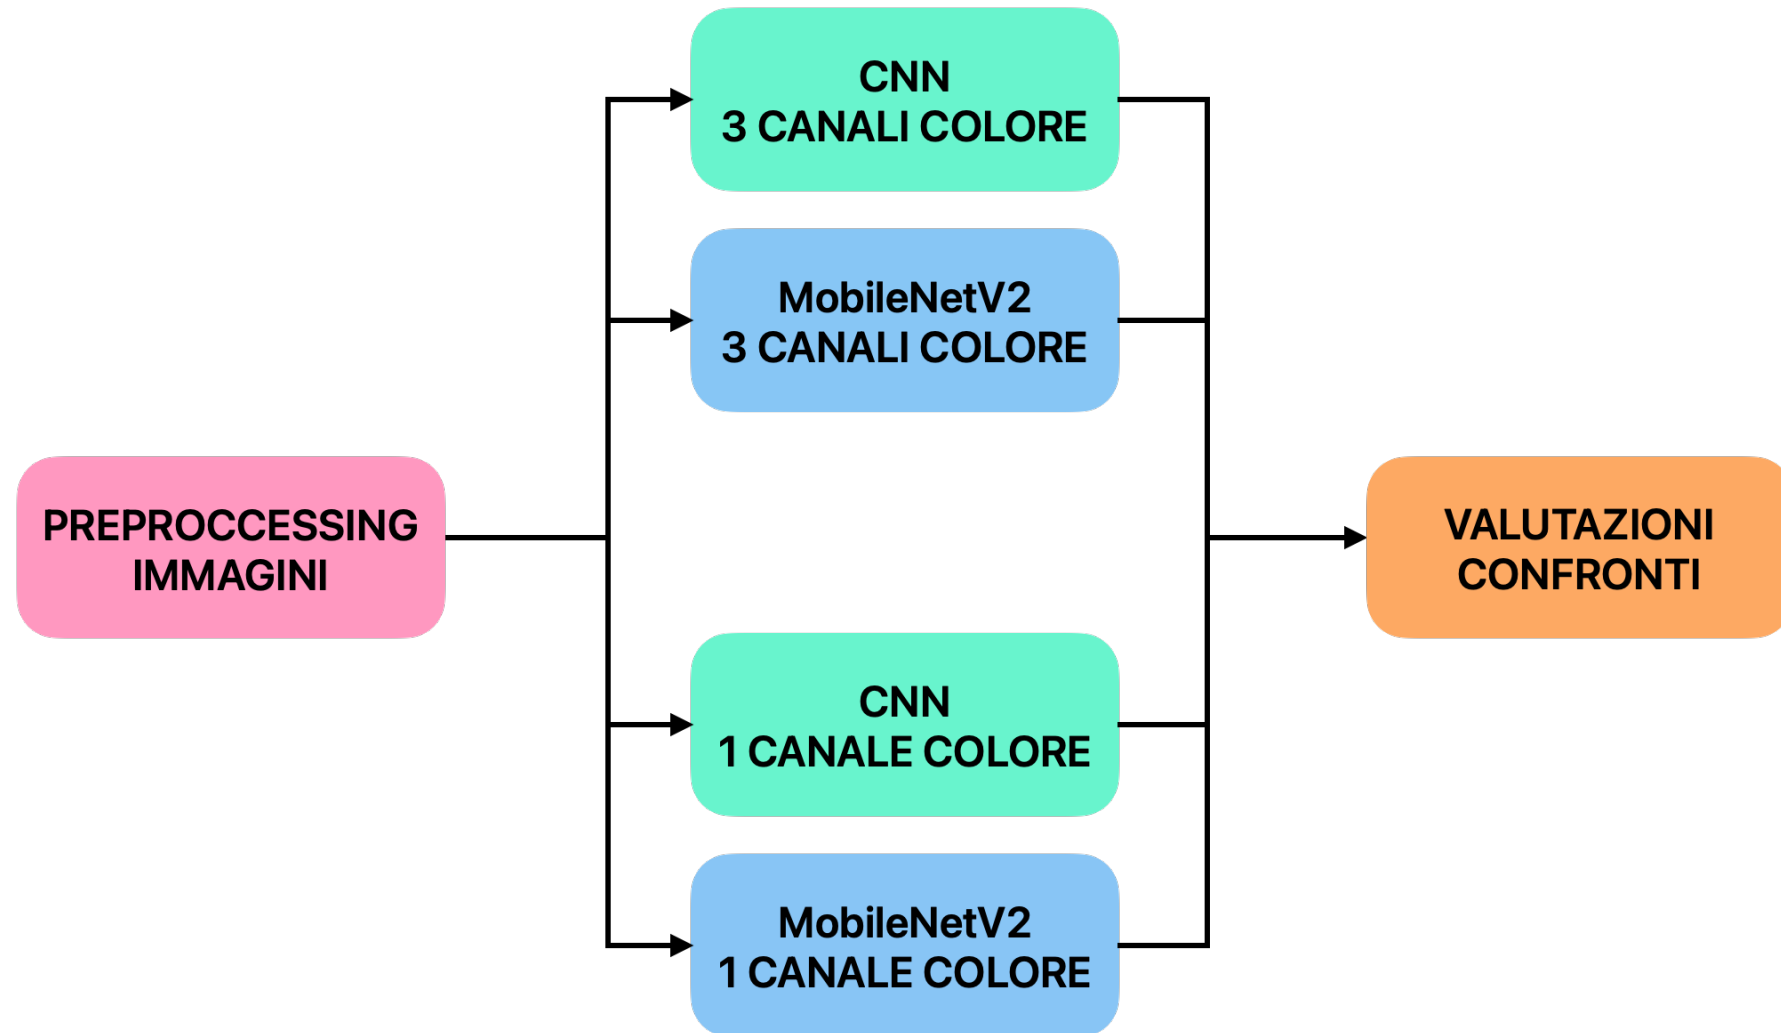 CNN
3 CANALI COLORE
MobileNetV2
3 CANALI COLORE
PREPROCCESSING
IMMAGINI
VALUTAZIONI
CONFRONTI
CNN
1 CANALE COLORE
MobileNetV2
1 CANALE COLORE